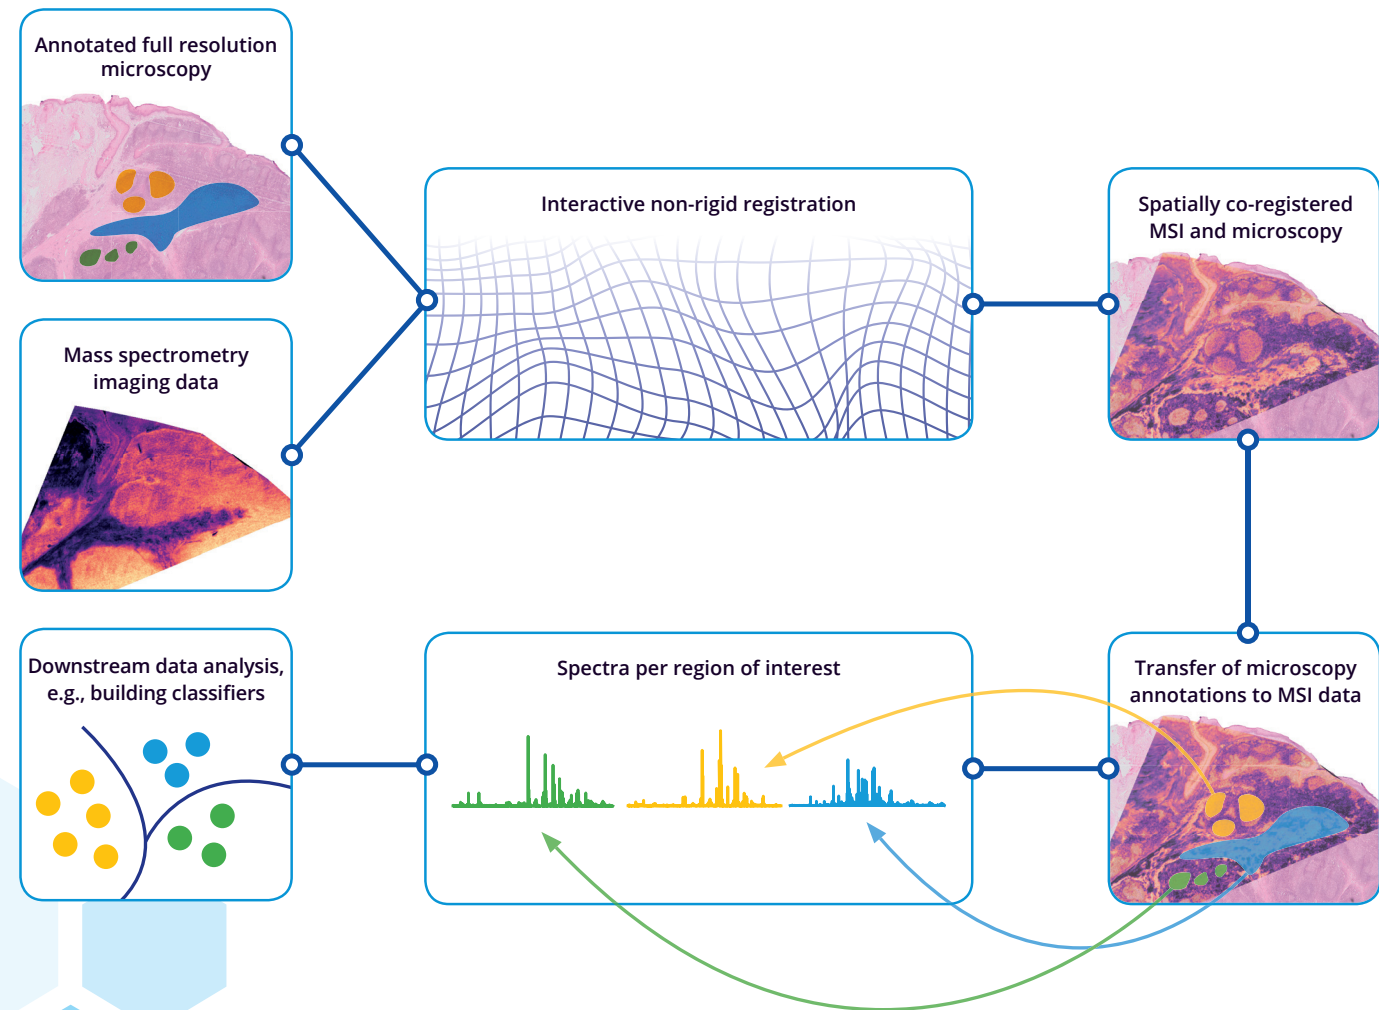 Annotated full resolution
microscopy
Mass spectrometry
imaging data
Interactive non-rigid registration
Spatially co-registered
MSI and microscopy
Transfer of microscopy
annotations to MSI data
Spectra per region of interest
Downstream data analysis,
e.g., building classifiers